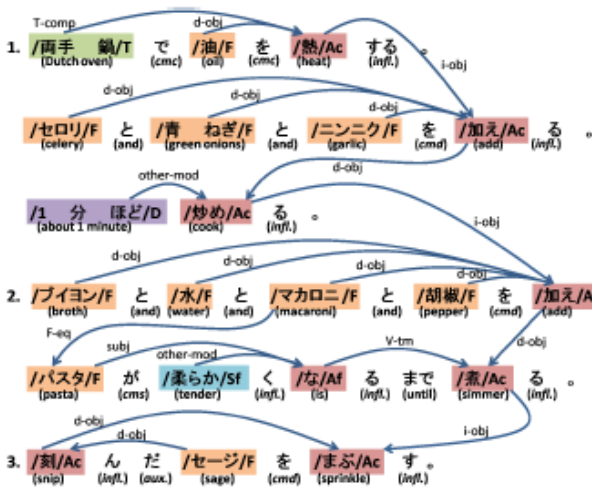 T-comp d-obj
1. /両手 鍋/T で /油/F を /熱/Ac する 。
(Dutch oven) (cmc) (oil) (cmc) (heat) (infl.)
i-obj
d-obj d-obj d-obj
/セロリ/F と /青 ねぎ/F と /ニンニク/F を /加え/Ac る 。
(celery) (and) (green onions) (and) (garlic) (cmd) (add) (infl.)
other-mod d-obj
/1 分 ほど/D /炒め/Ac る 。
(about 1 minute) (cook) (infl.)
i-obj
d-obj d-obj d-obj d-obj
2. /ブイヨン/F と /水/F と /マカロニ/F と /胡椒/F を /加え/A
(broth) (and) (water) (and) (macaroni) (and) (pepper) (cmd) (add)
F-eq subj other-mod V-tm d-obj
/パスタ/F が /柔らか/Sf く /な/Af る まで /煮/Ac る 。
(pasta) (cms) (tender) (infl.) (is) (infl.) (until) (simmer) (infl.)
d-obj d-obj i-obj
3. /刻/Ac ん だ /セージ/F を /まぶ/Ac す 。
(snip) (infl.) (aux.) (sage) (cmd) (sprinkle) (infl.)